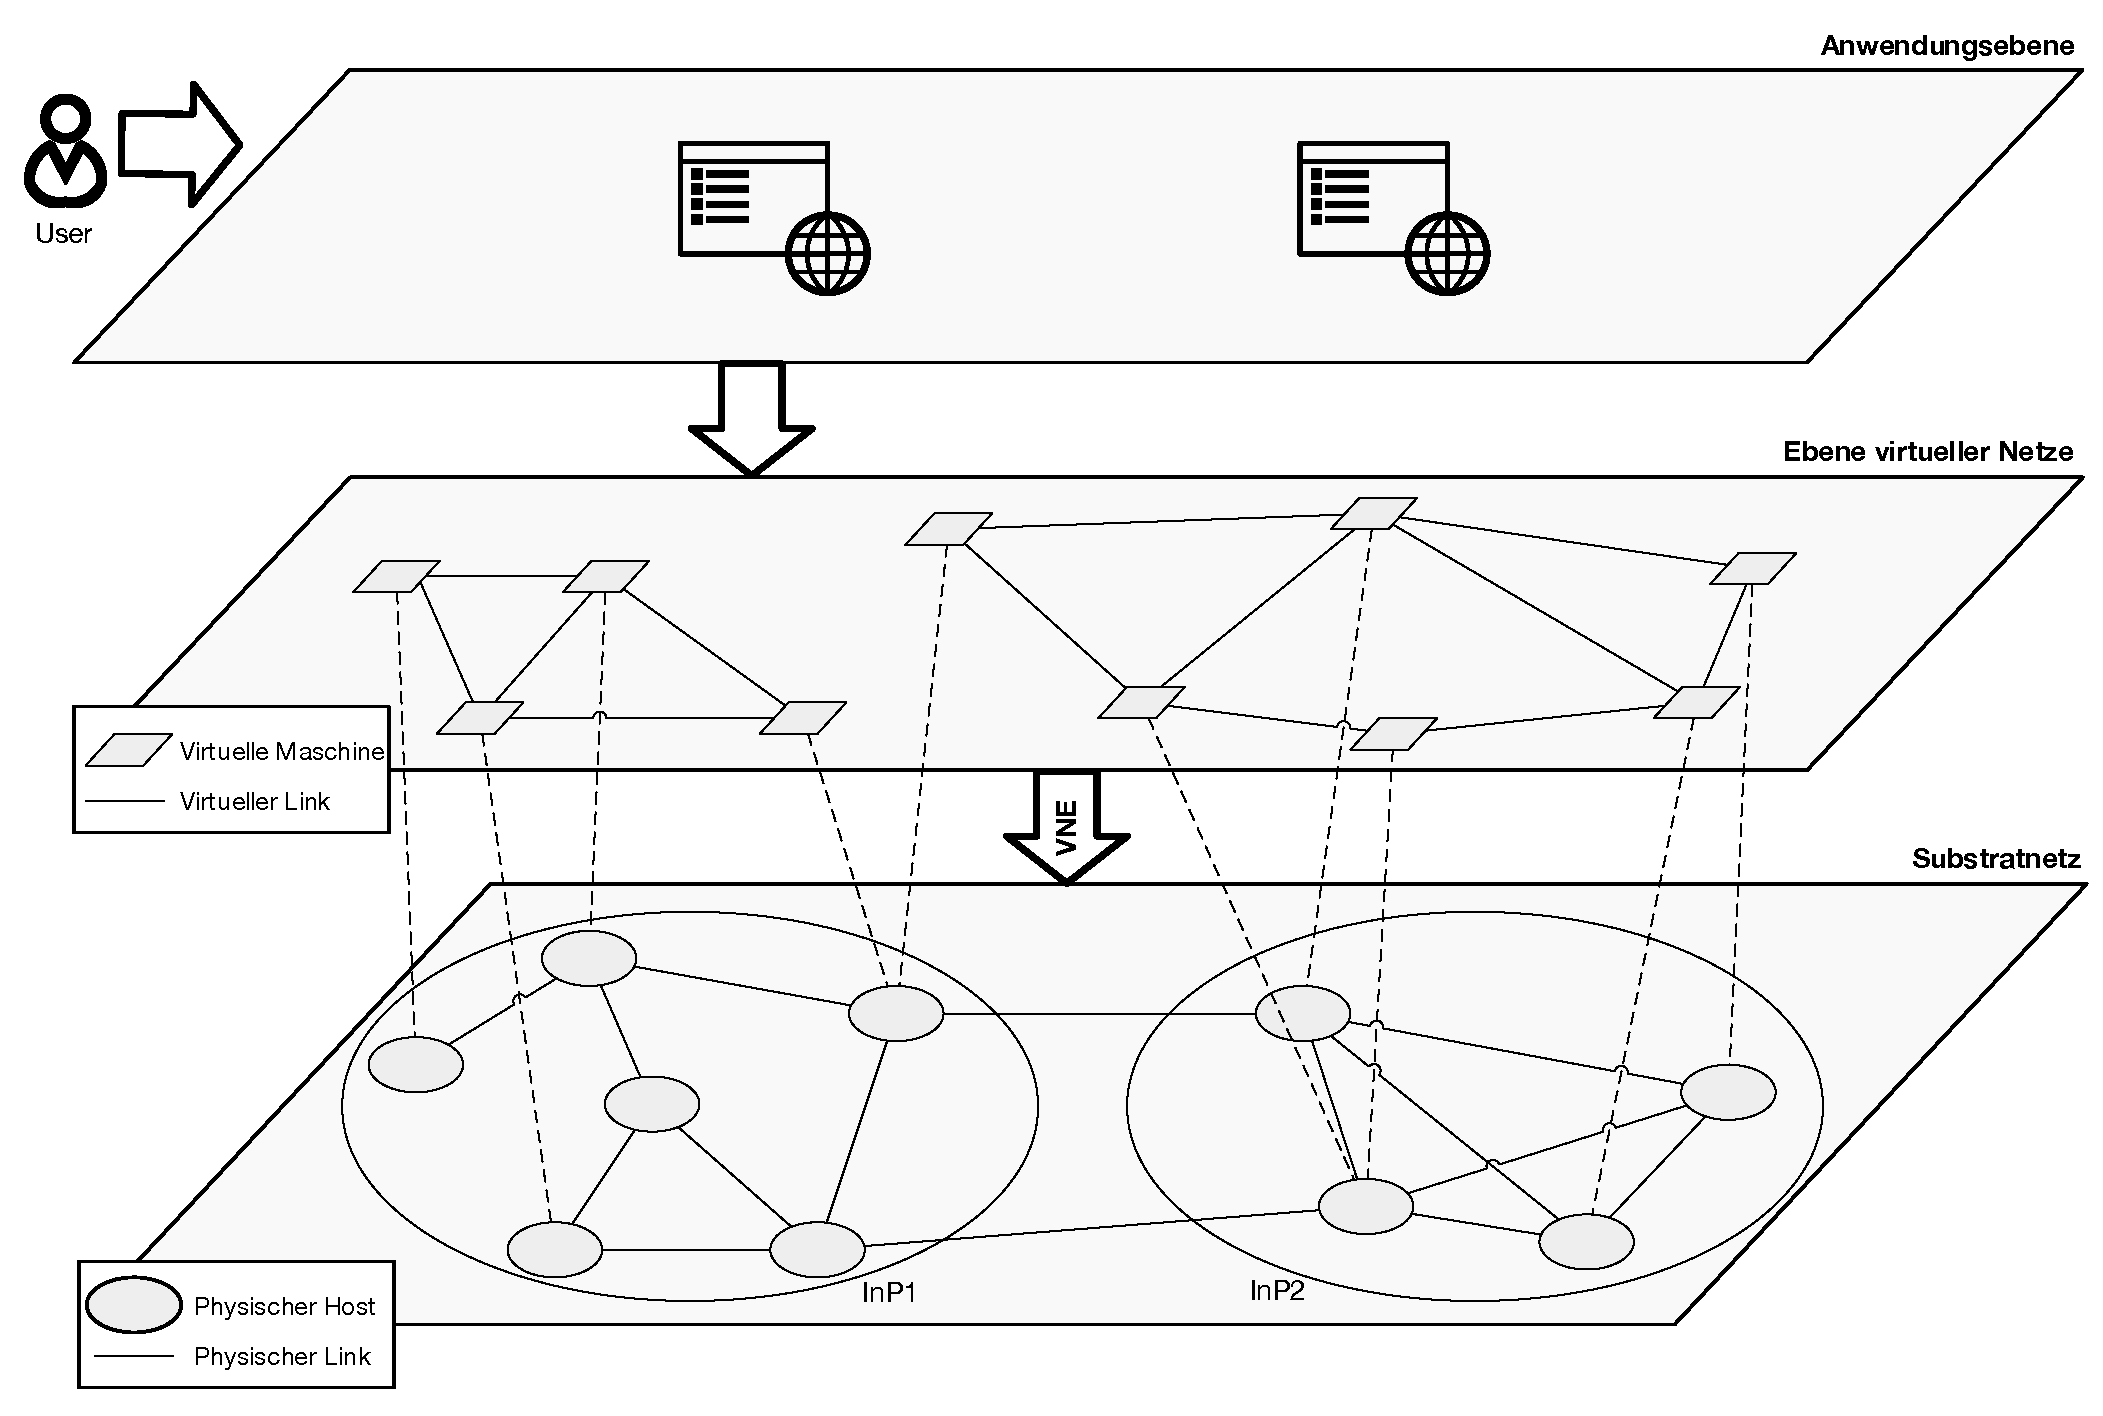 Anwendungsebene
User
Ebene virtueller Netze
Virtuelle Maschine
Virtueller Link
VNE
Substratnetz
InP1
InP2
Physischer Host
Physischer Link